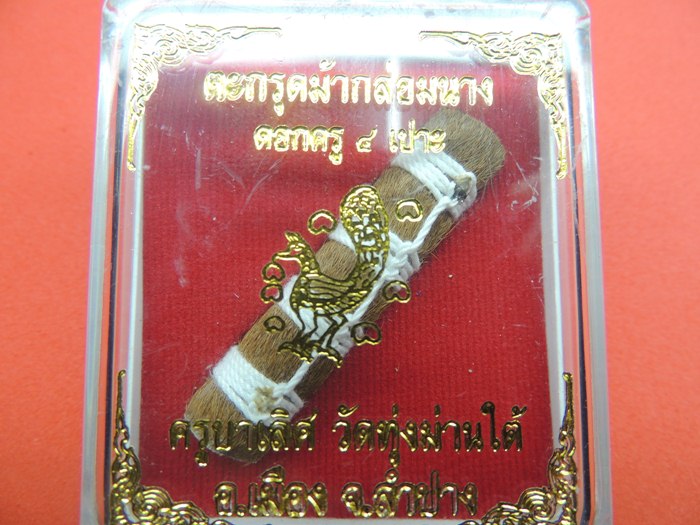 ตะกรุดม้ากล่อมนาง
ดอกครู ๔ เป่าะ
ครูบาเลิศ วัดทุ่งม่านใต้
อ.เมือง จ.ลำปาง